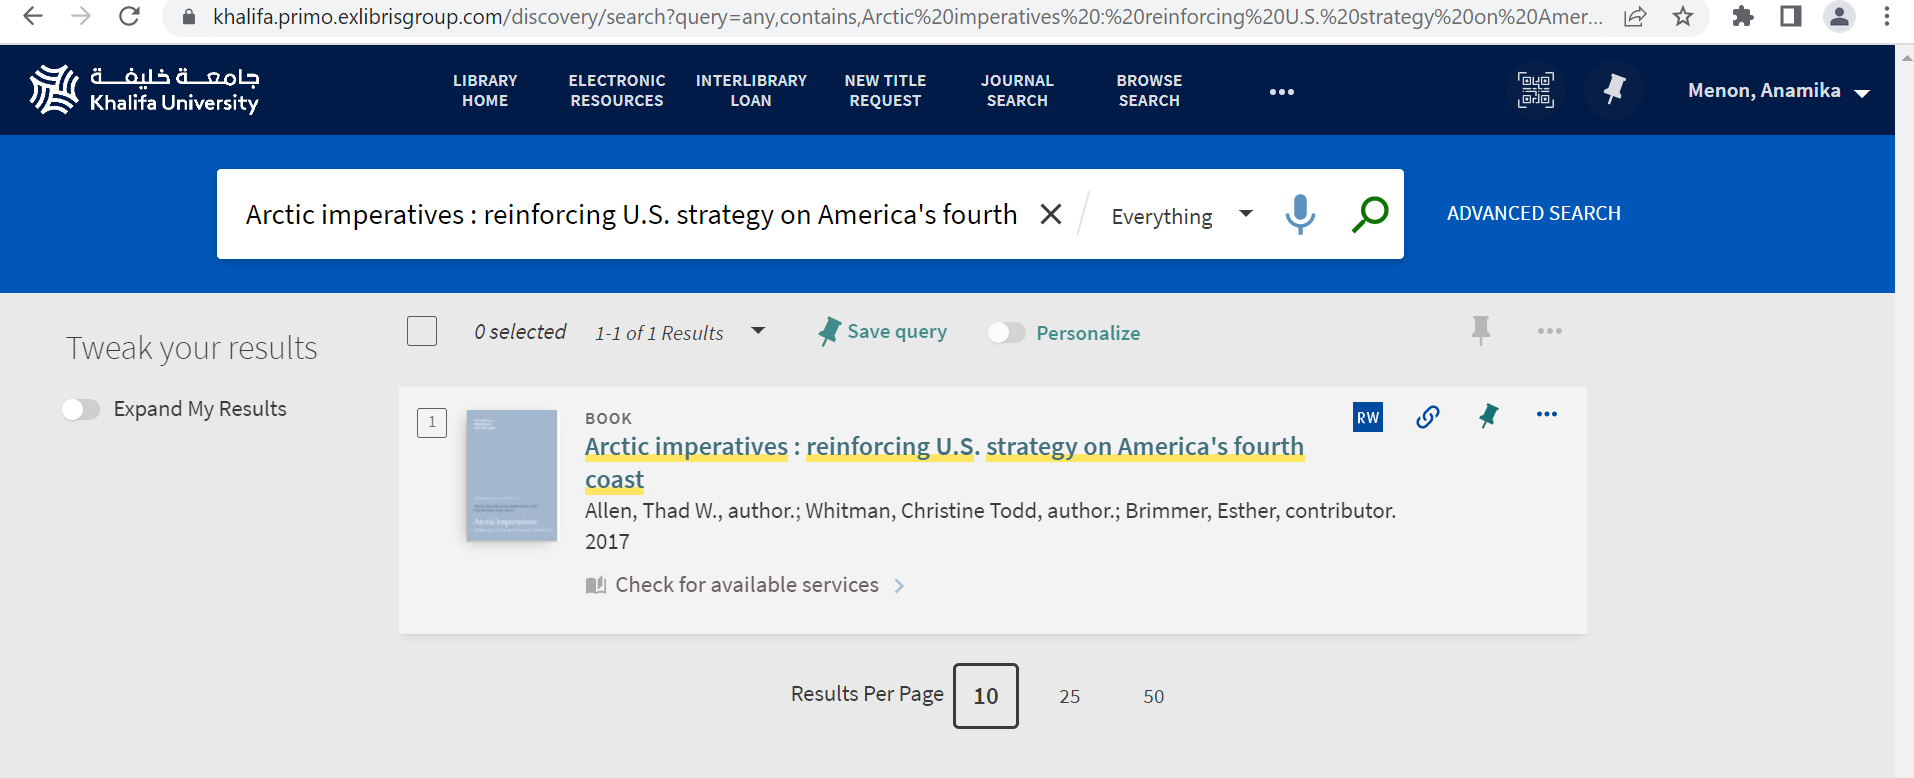 khalifa.primo.exlibrisgroup.com/discovery/search?query=any,contains,Arctic%20imperatives%20:%20reinforcing%20U.S.%20strategy%20on%20Amer...
جامعة خليفة
Khalifa University
LIBRARY HOME
ELECTRONIC RESOURCES
INTERLIBRARY LOAN
NEW TITLE REQUEST
JOURNAL SEARCH
BROWSE SEARCH
Menon, Anamika
Arctic imperatives : reinforcing U.S. strategy on America's fourth
Everything
ADVANCED SEARCH
Tweak your results
Expand My Results
0 selected
1-1 of 1 Results
Save query
Personalize
1
BOOK
RW
Arctic imperatives : reinforcing U.S. strategy on America's fourth
coast
Allen, Thad W., author.; Whitman, Christine Todd, author.; Brimmer, Esther, contributor.
2017
Check for available services
Arctic Imperatives
Results Per Page 10 25 50